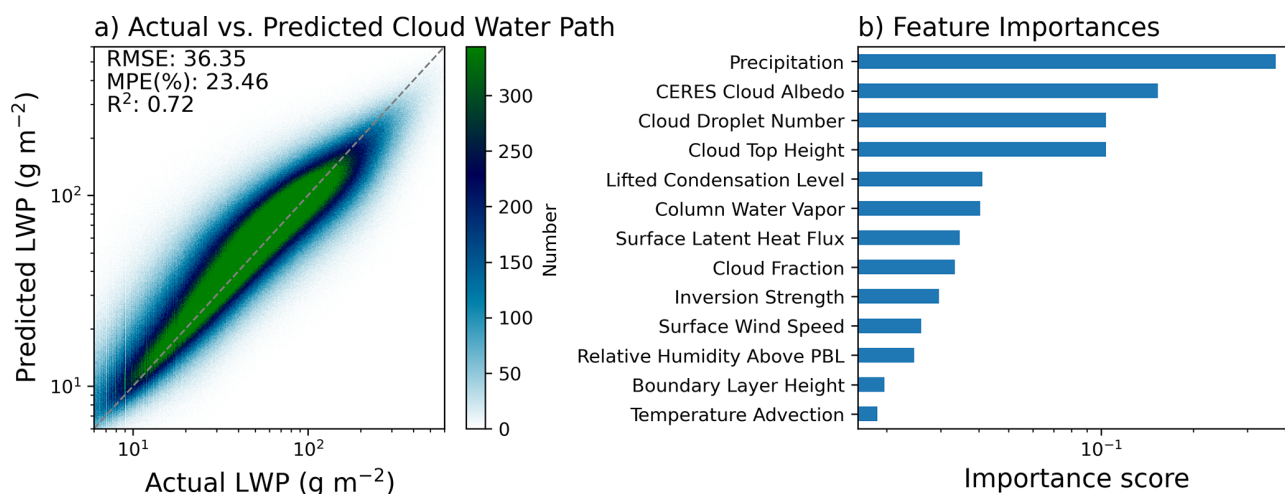 a) Actual vs. Predicted Cloud Water Path
RMSE: 36.35
MPE(%): 23.46
R²: 0.72
Predicted LWP (g m⁻²)
10²
10¹
10¹
10²
Actual LWP (g m⁻²)
300
250
200
150
100
50
0
Number
b) Feature Importances
Precipitation
CERES Cloud Albedo
Cloud Droplet Number
Cloud Top Height
Lifted Condensation Level
Column Water Vapor
Surface Latent Heat Flux
Cloud Fraction
Inversion Strength
Surface Wind Speed
Relative Humidity Above PBL
Boundary Layer Height
Temperature Advection
10⁻¹
Importance score